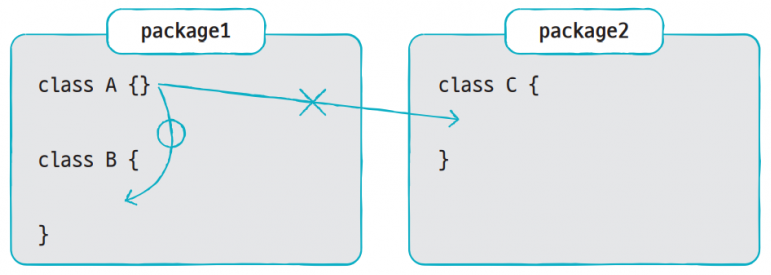 package1
class A {}
class B {
}
package2
class C {
}